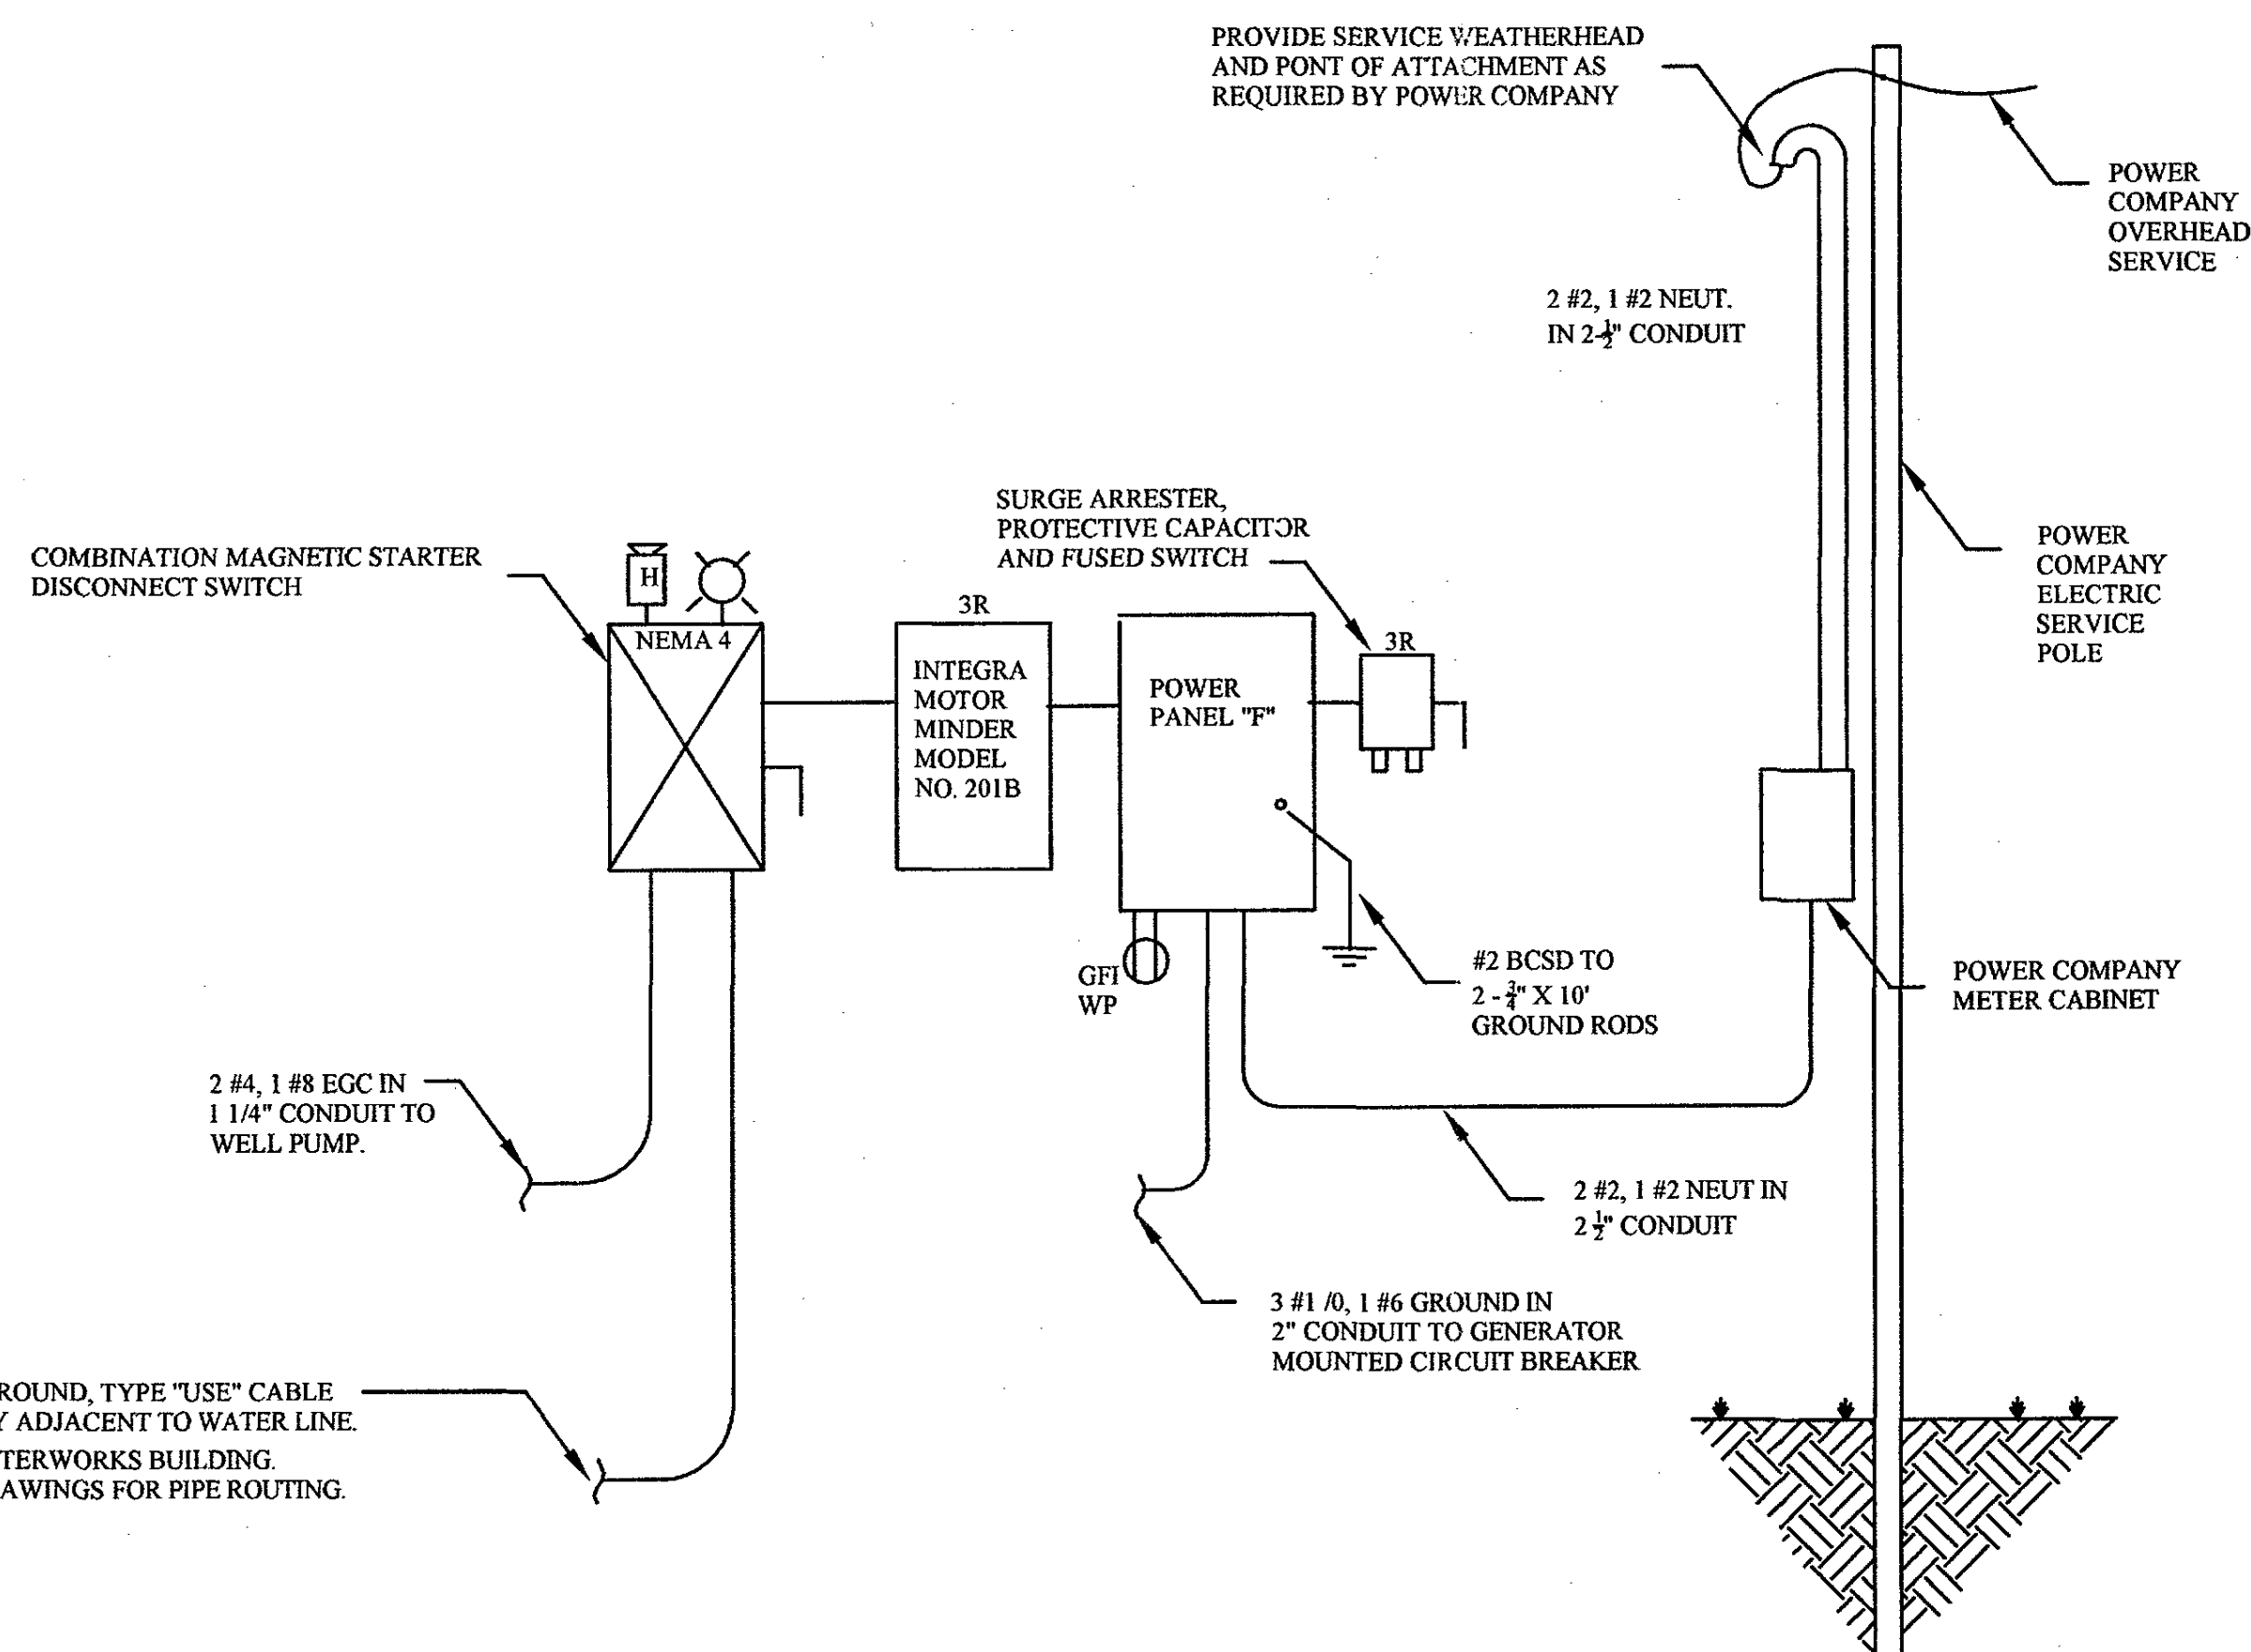 PROVIDE SERVICE WEATHERHEAD
AND PONT OF ATTACHMENT AS
REQUIRED BY POWER COMPANY
POWER
COMPANY
OVERHEAD
SERVICE
2 #2, 1 #2 NEUT.
IN 2-1/2" CONDUIT
SURGE ARRESTER,
PROTECTIVE CAPACITOR
AND FUSED SWITCH
COMBINATION MAGNETIC STARTER
DISCONNECT SWITCH
POWER
COMPANY
ELECTRIC
SERVICE
POLE
H
NEMA 4
3R
INTEGRA
MOTOR
MINDER
MODEL
NO. 201B
POWER
PANEL "F"
3R
GFI
WP
#2 BCSD TO
2 - 3/4" X 10'
GROUND RODS
POWER COMPANY
METER CABINET
2 #4, 1 #8 EGC IN
1 1/4" CONDUIT TO
WELL PUMP.
2 #2, 1 #2 NEUT IN
2 1/2" CONDUIT
3 #1 /0, 1 #6 GROUND IN
2" CONDUIT TO GENERATOR
MOUNTED CIRCUIT BREAKER
ROUND, TYPE "USE" CABLE
Y ADJACENT TO WATER LINE.
TERWORKS BUILDING.
AWINGS FOR PIPE ROUTING.